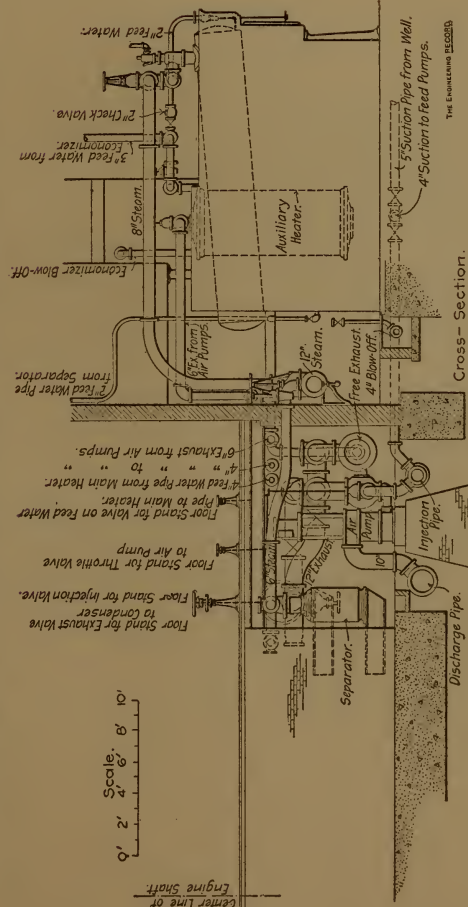 2" Feed Water.
2" Check Valve.
3" Feed Water from
Economizer.
8" Steam.
Economizer Blow-Off.
Auxiliary
Heater.
2" Feed Water Pipe
from Separator.
6" Ex. from
Air Pumps.
12"
Steam.
Free Exhaust.
4" Blow-Off.
5" Suction Pipe from Well.
4" Suction to Feed Pumps.
THE ENGINEERING RECORD.
6" Exhaust from Air Pumps.
4" " " to " "
4" Feed Water Pipe from Main Heater
Floor Stand for Valve on Feed Water
Pipe to Main Heater.
Floor Stand for Throttle Valve
to Air Pump
Floor Stand for Injection Valve.
Floor Stand for Exhaust Valve
to Condenser
6" Steam
12" Exhaust
Air
Pump
10"
Injection
Pipe.
Separator.
Discharge Pipe.
Scale.
0' 2' 4' 6' 8' 10'
Center Line of
Engine Shaft.
Cross-Section.